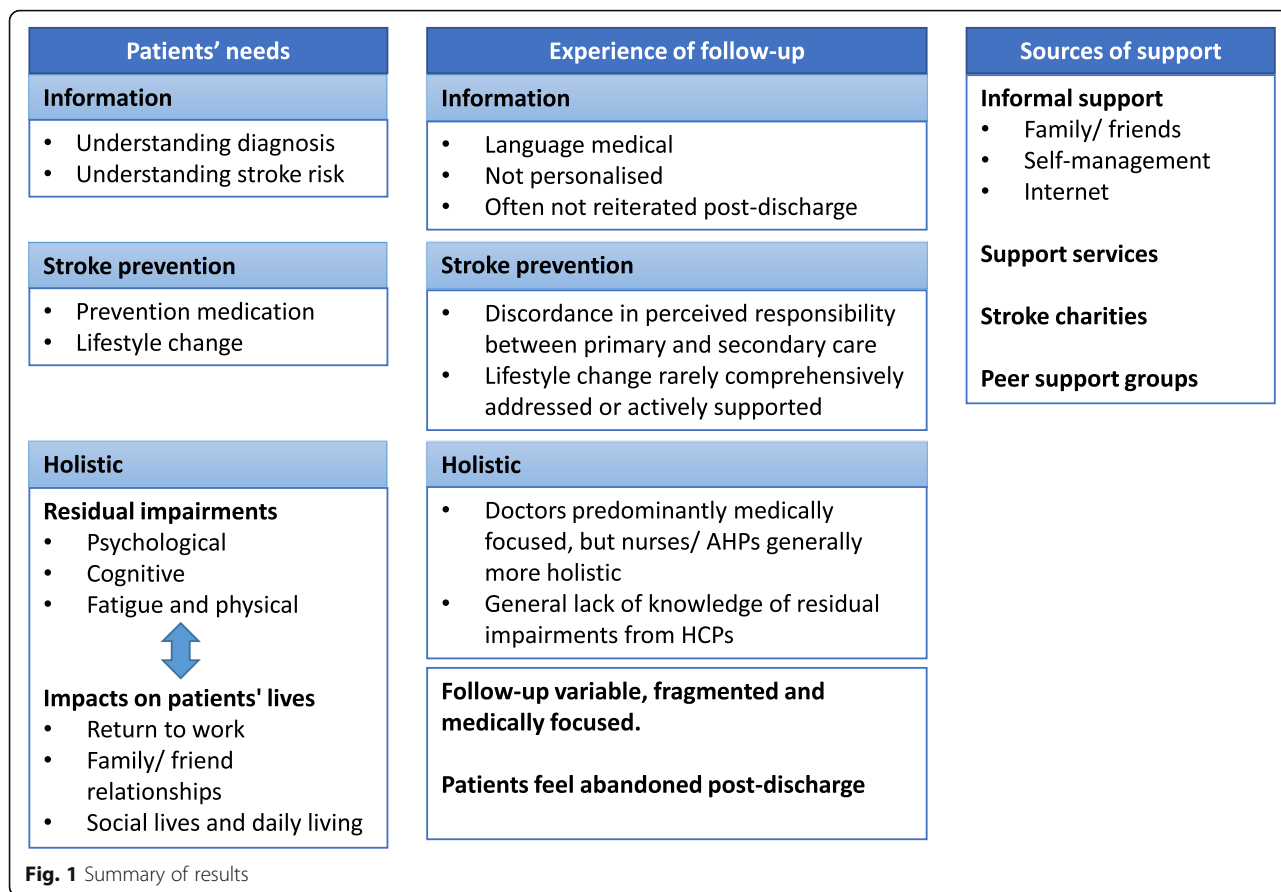 Patients' needs
Information
• Understanding diagnosis
• Understanding stroke risk
Stroke prevention
• Prevention medication
• Lifestyle change
Holistic
Residual impairments
• Psychological
• Cognitive
• Fatigue and physical
Impacts on patients' lives
• Return to work
• Family/ friend
relationships
• Social lives and daily living
Experience of follow-up
Information
• Language medical
• Not personalised
• Often not reiterated post-discharge
Stroke prevention
• Discordance in perceived responsibility
between primary and secondary care
• Lifestyle change rarely comprehensively
addressed or actively supported
Holistic
• Doctors predominantly medically
focused, but nurses/ AHPs generally
more holistic
• General lack of knowledge of residual
impairments from HCPs
Follow-up variable, fragmented and
medically focused.
Patients feel abandoned post-discharge
Sources of support
Informal support
• Family/ friends
• Self-management
• Internet
Support services
Stroke charities
Peer support groups
Fig. 1 Summary of results